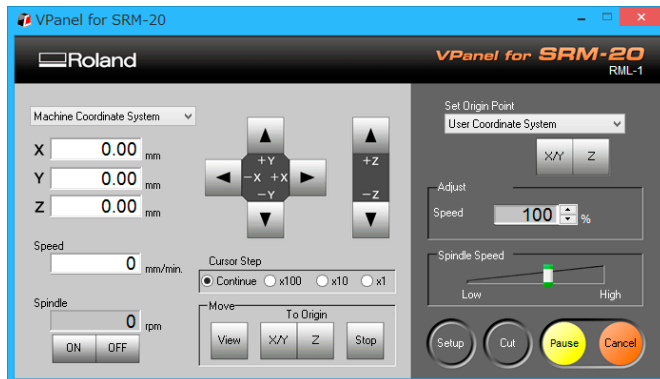 VPanel for SRM-20
Roland
VPanel for SRM-20
RML-1
Machine Coordinate System
X 0.00 mm
Y 0.00 mm
Z 0.00 mm
Speed
0 mm/min.
Spindle
0 rpm
ON OFF
+Y
-X +X
-Y
+Z
-Z
Cursor Step
Continue x100 x10 x1
Move
To Origin
View X/Y Z Stop
Set Origin Point
User Coordinate System
X/Y Z
Adjust
Speed 100 %
Spindle Speed
Low High
Setup Cut Pause Cancel